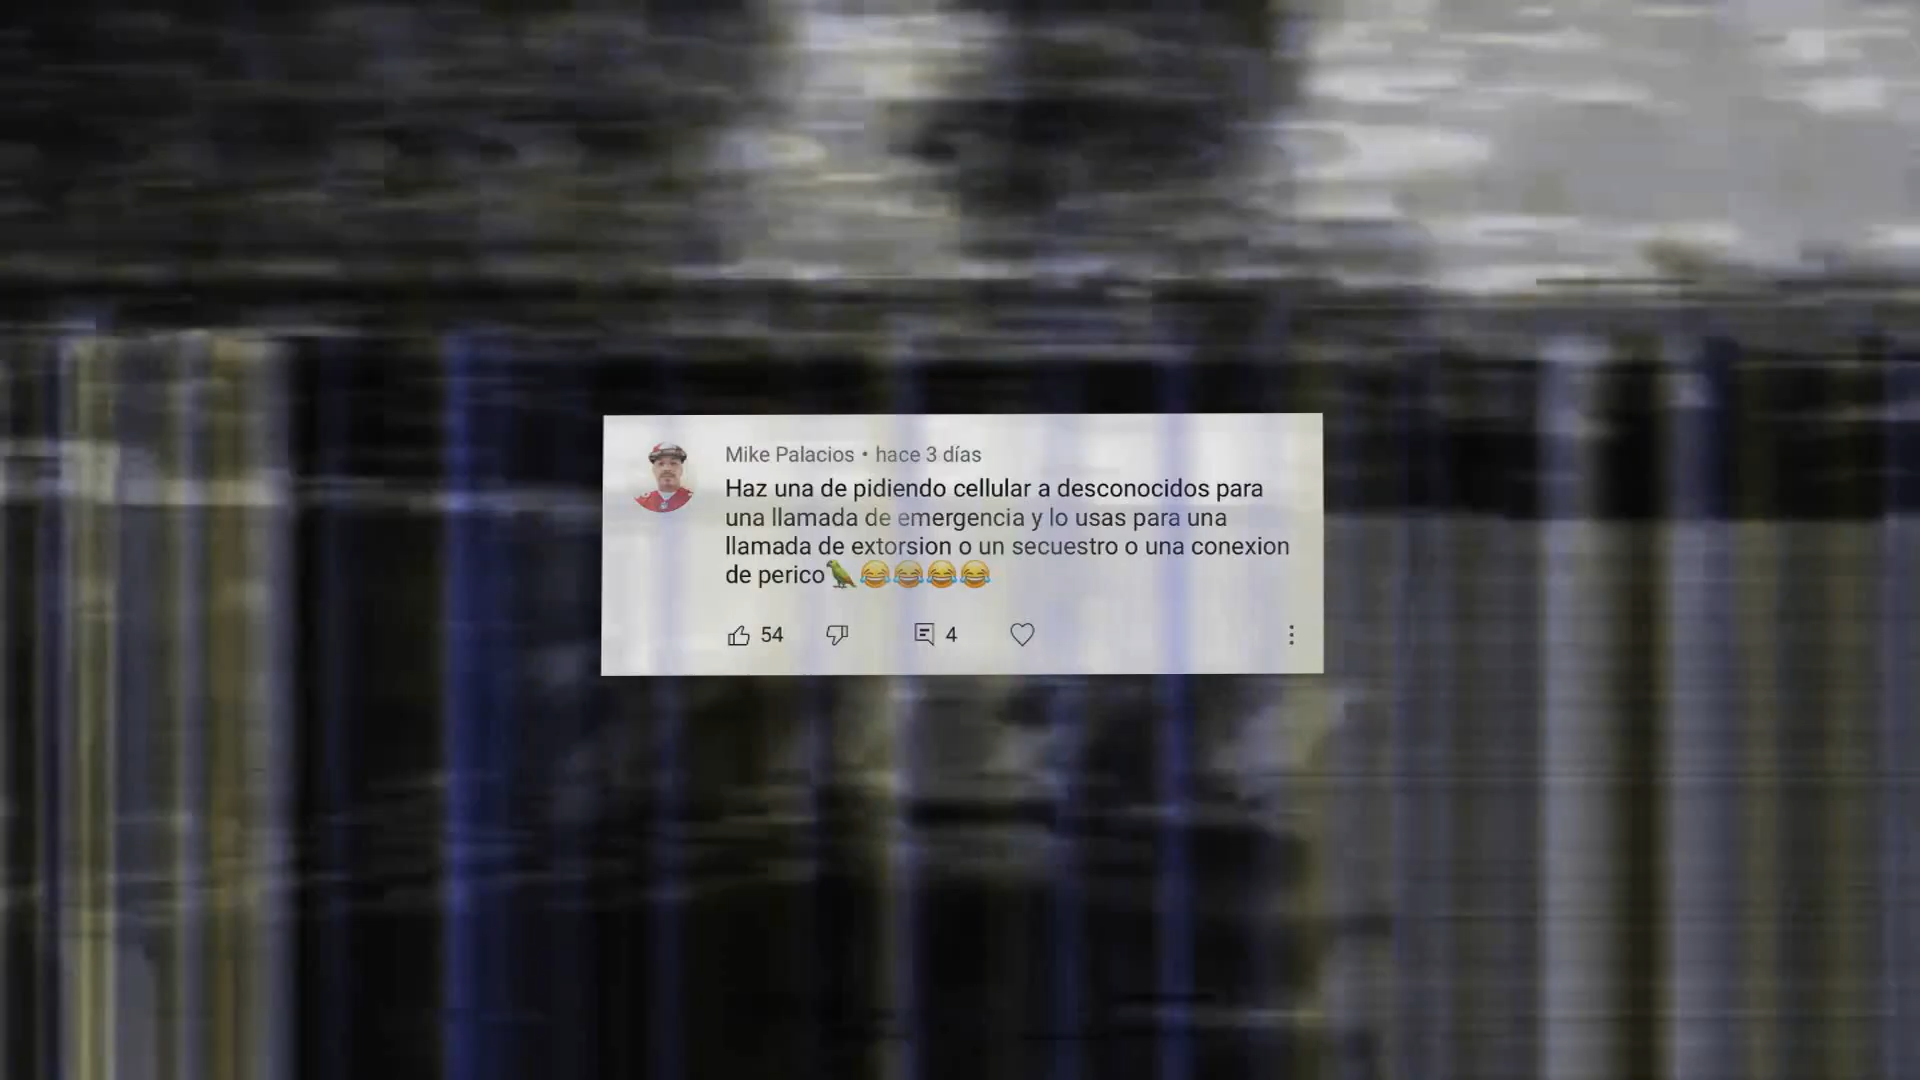 Mike Palacios • hace 3 días
Haz una de pidiendo cellular a desconocidos para
una llamada de emergencia y lo usas para una
llamada de extorsion o un secuestro o una conexion
de perico🦜😂😂😂😂
54 4